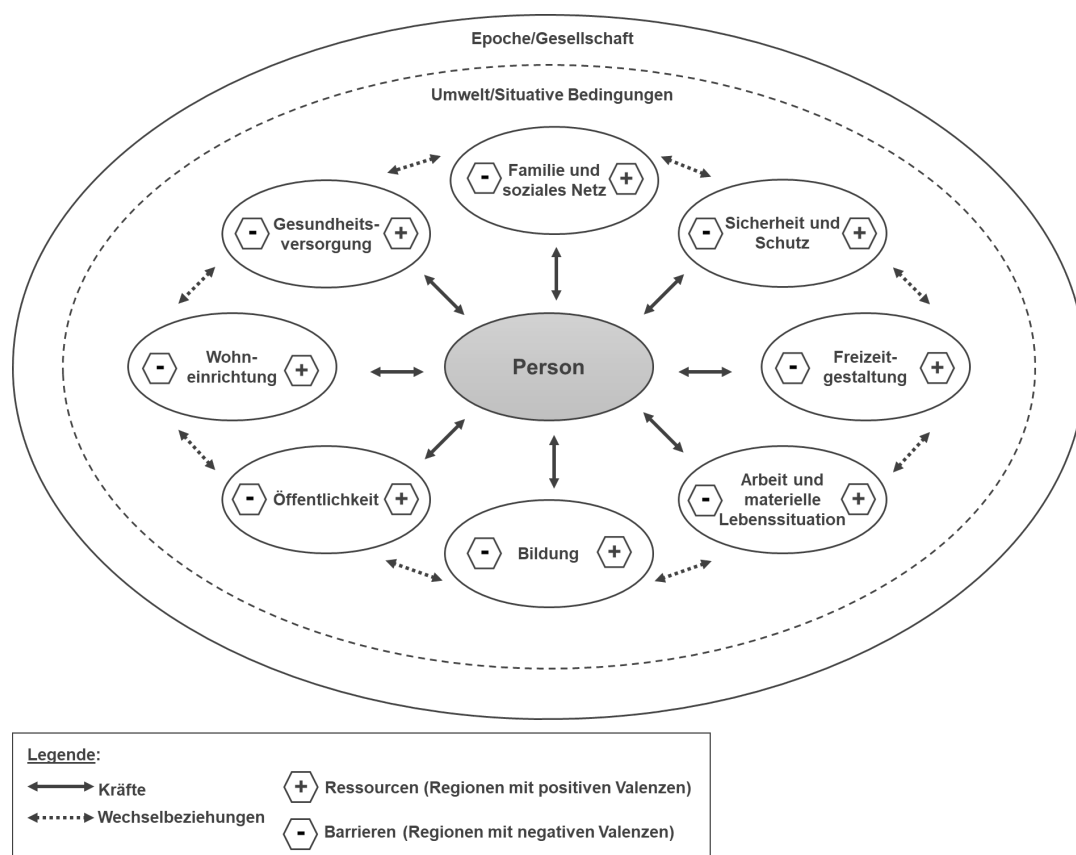 Epoche/Gesellschaft
Umwelt/Situative Bedingungen
- Familie und
soziales Netz +
- Gesundheits-
versorgung +
- Sicherheit und
Schutz +
- Wohn-
einrichtung +
Person
- Freizeit-
gestaltung +
- Öffentlichkeit +
- Arbeit und
materielle +
Lebenssituation
- Bildung +
Legende:
Kräfte
Wechselbeziehungen
+ Ressourcen (Regionen mit positiven Valenzen)
- Barrieren (Regionen mit negativen Valenzen)